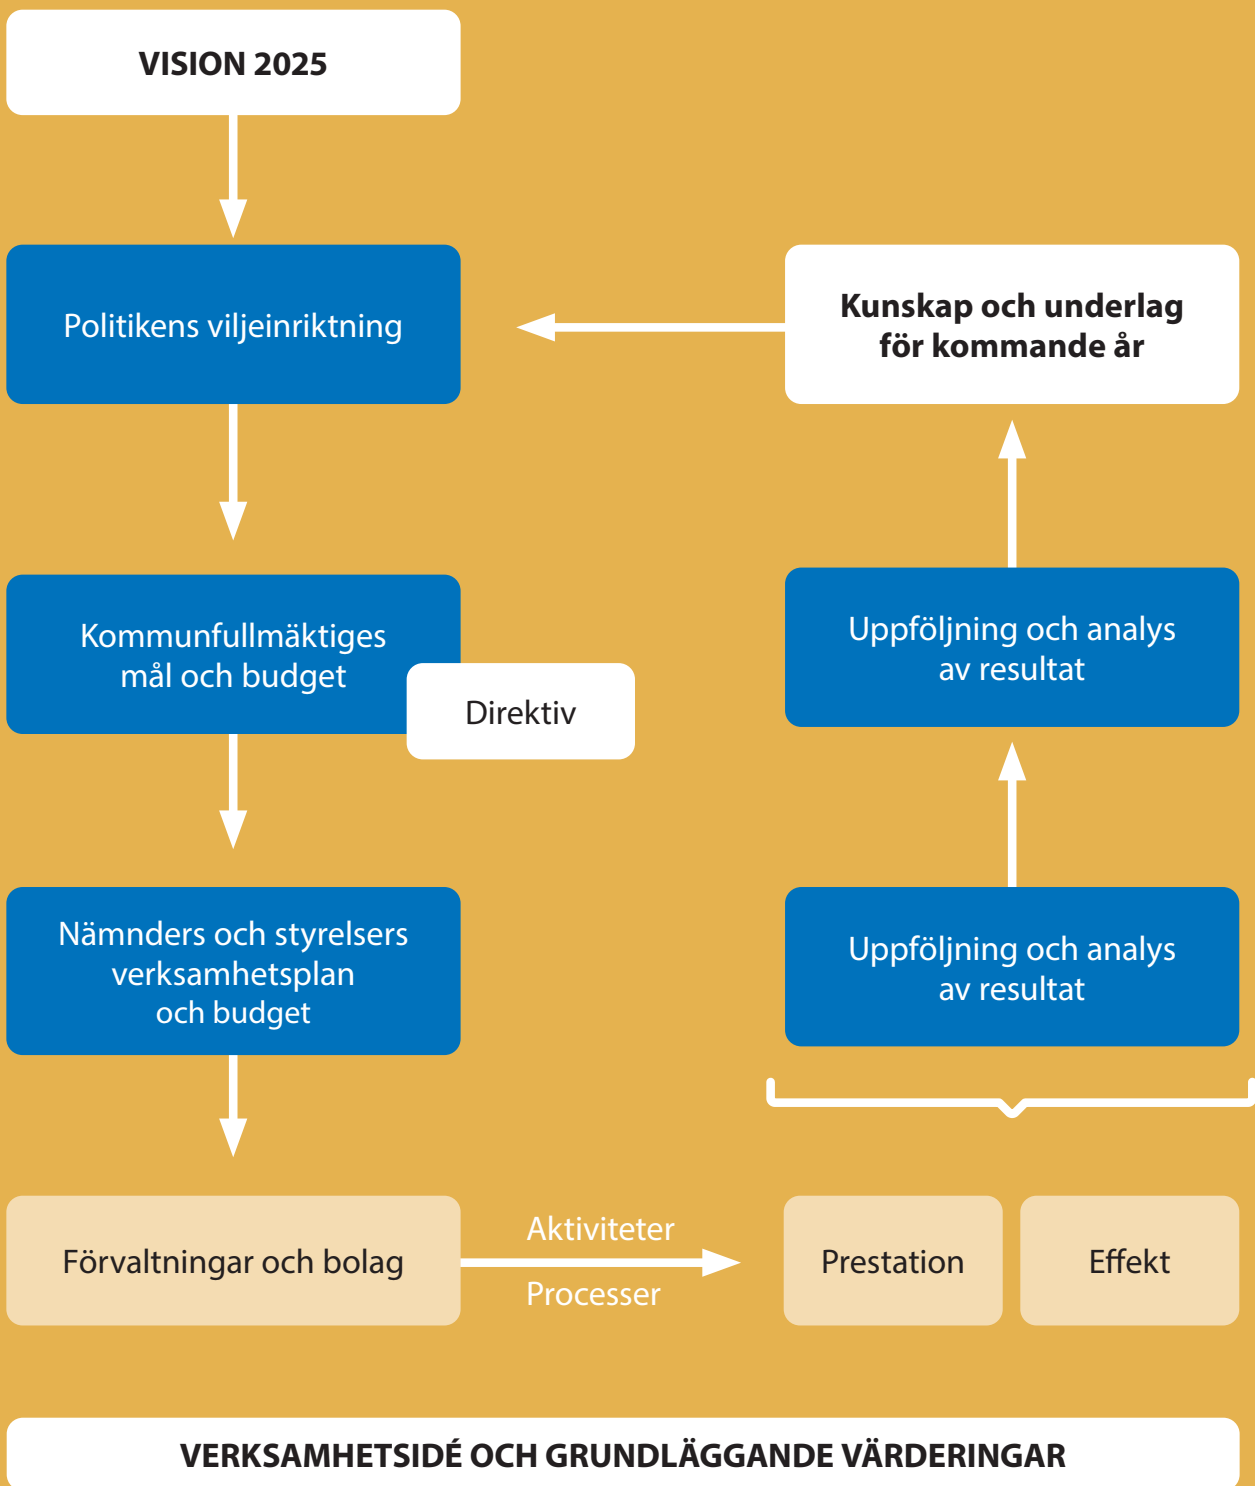 VISION 2025
Politikens viljeinriktning
Kunskap och underlag
för kommande år
Kommunfullmäktiges
mål och budget
Direktiv
Uppföljning och analys
av resultat
Nämnders och styrelsers
verksamhetsplan
och budget
Uppföljning och analys
av resultat
Förvaltningar och bolag
Aktiviteter
Processer
Prestation
Effekt
VERKSAMHETSIDÉ OCH GRUNDLÄGGANDE VÄRDERINGAR